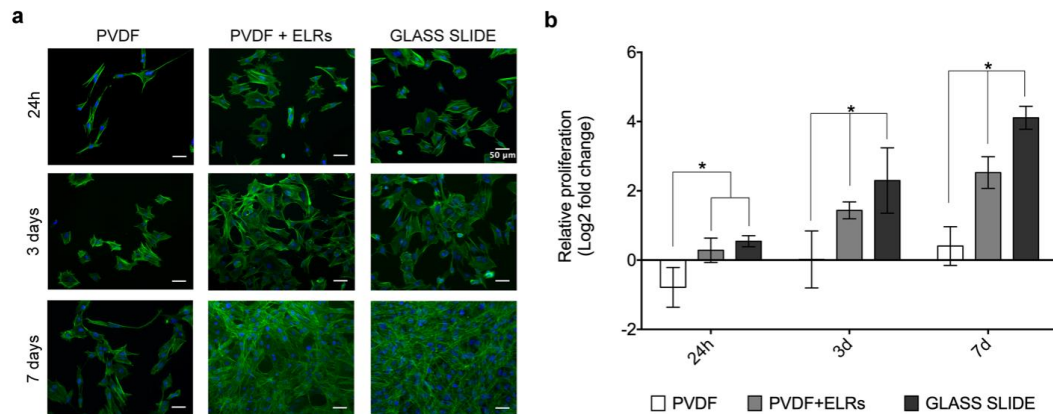 a
PVDF
PVDF + ELRs
GLASS SLIDE
24h
50 µm
3 days
7 days
b
Relative proliferation
(Log2 fold change)
6
4
2
0
-2
*
*
*
24h
3d
7d
PVDF
PVDF+ELRs
GLASS SLIDE